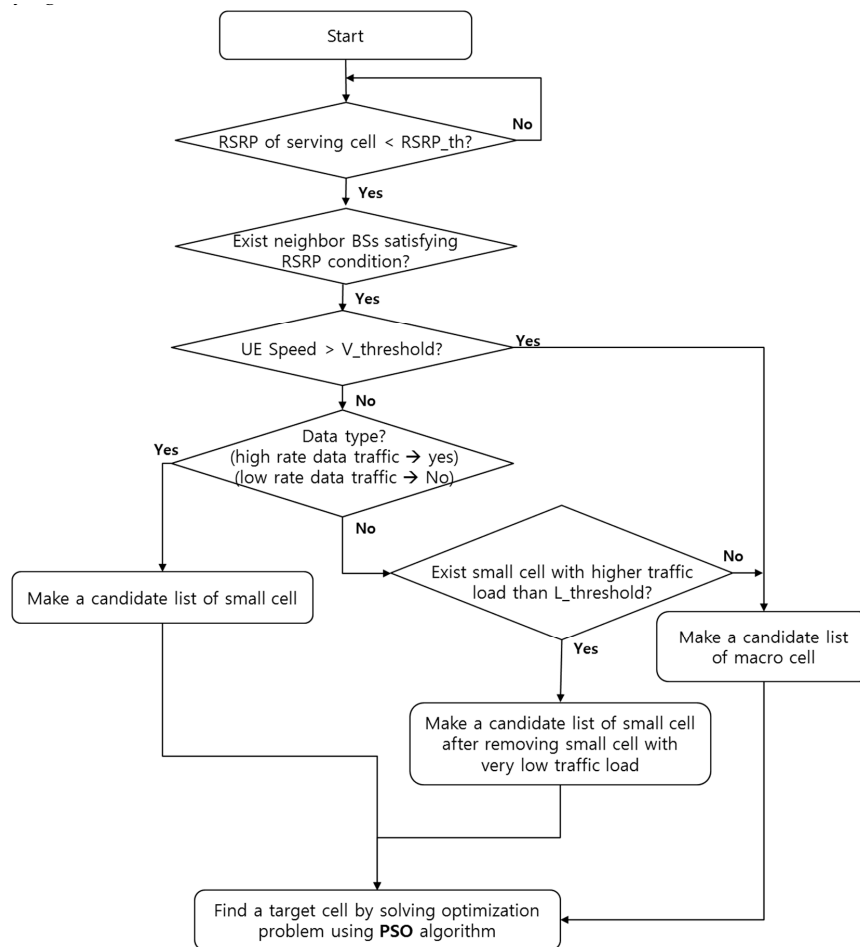 Start
No
RSRP of serving cell < RSRP_th?
Yes
Exist neighbor BSs satisfying
RSRP condition?
Yes
UE Speed > V_threshold?
Yes
No
Data type?
Yes
(high rate data traffic → yes)
(low rate data traffic → No)
No
Exist small cell with higher traffic
load than L_threshold?
No
Make a candidate list of small cell
Yes
Make a candidate list
of macro cell
Make a candidate list of small cell
after removing small cell with
very low traffic load
Find a target cell by solving optimization
problem using PSO algorithm